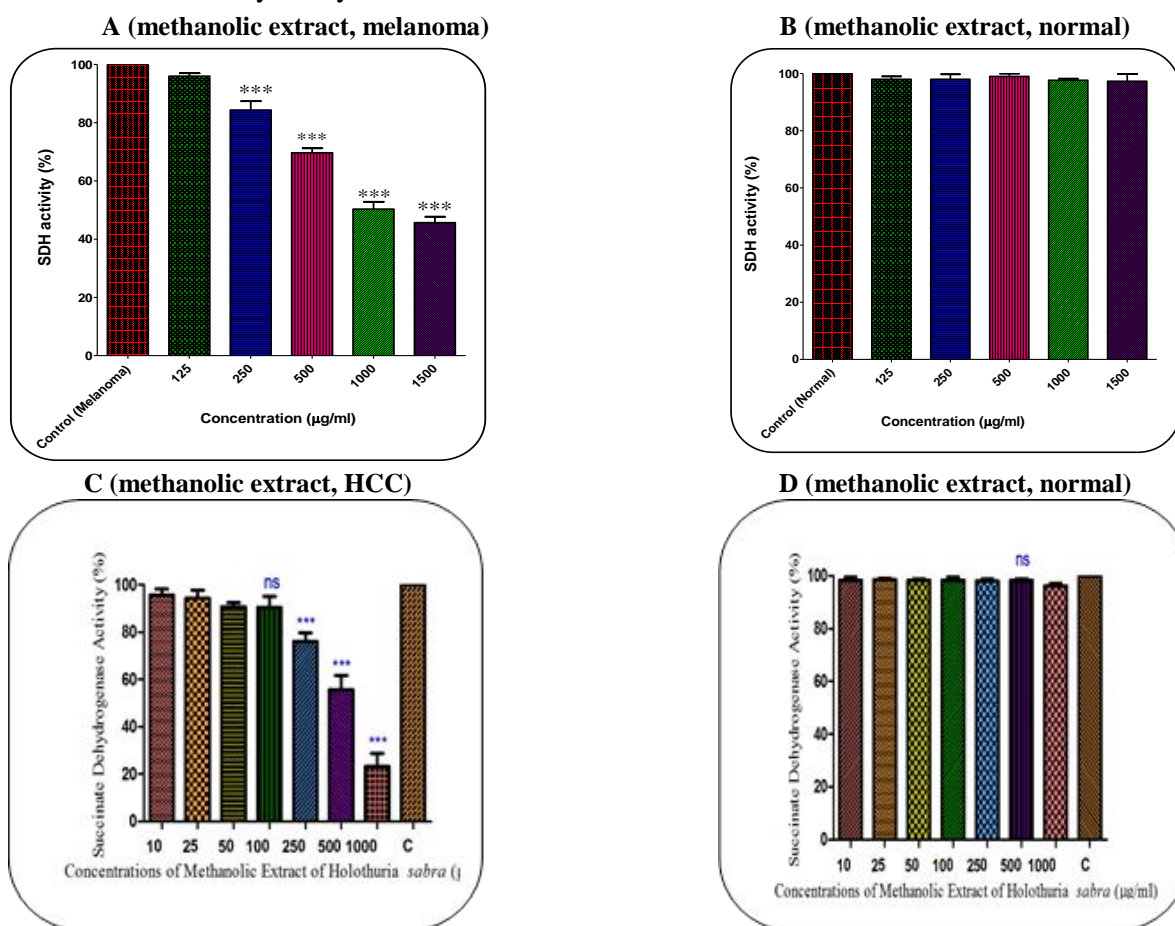 A (methanolic extract, melanoma)
100
80
60
40
20
0
SDH activity (%)
***
***
***
***
Control (Melanoma)
125
250
500
1000
1500
Concentration (µg/ml)
B (methanolic extract, normal)
100
80
60
40
20
0
SDH activity (%)
Control (Normal)
125
250
500
1000
1500
Concentration (µg/ml)
C (methanolic extract, HCC)
100
80
60
40
20
0
Succinate Dehydrogenase Activity (%)
ns
***
***
***
10 25 50 100 250 500 1000 C
Concentrations of Methanolic Extract of Holothuria sabra (
D (methanolic extract, normal)
100
80
60
40
20
0
Succinate Dehydrogenase Activity (%)
ns
10 25 50 100 250 500 1000 C
Concentrations of Methanolic Extract of Holothuria sabra (µg/ml)